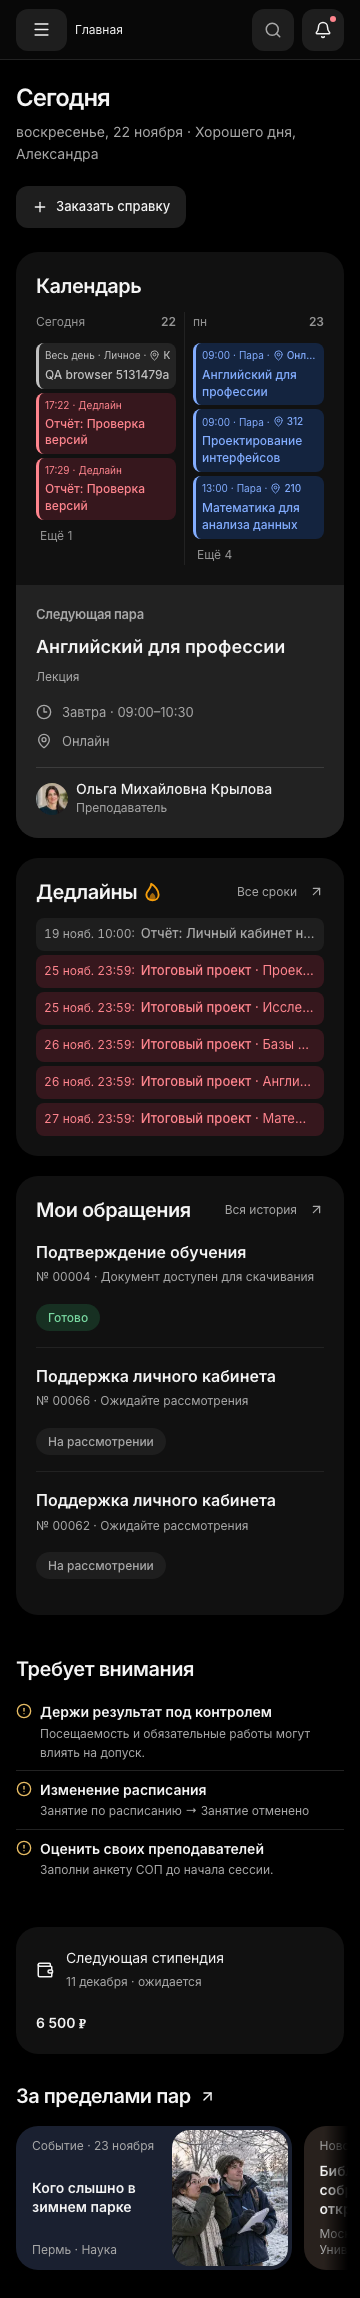 Главная
Сегодня
воскресенье, 22 ноября · Хорошего дня,
Александра
Заказать справку
Календарь
Сегодня 22
Весь день · Личное · К
QA browser 5131479a
17:22 · Дедлайн
Отчёт: Проверка
версий
17:29 · Дедлайн
Отчёт: Проверка
версий
Ещё 1
пн 23
09:00 · Пара · Онл...
Английский для
профессии
09:00 · Пара · 312
Проектирование
интерфейсов
13:00 · Пара · 210
Математика для
анализа данных
Ещё 4
Следующая пара
Английский для профессии
Лекция
Завтра · 09:00–10:30
Онлайн
Ольга Михайловна Крылова
Преподаватель
Дедлайны Все сроки
19 нояб. 10:00: Отчёт: Личный кабинет н...
25 нояб. 23:59: Итоговый проект · Проек...
25 нояб. 23:59: Итоговый проект · Иссле...
26 нояб. 23:59: Итоговый проект · Базы ...
26 нояб. 23:59: Итоговый проект · Англи...
27 нояб. 23:59: Итоговый проект · Мате...
Мои обращения Вся история
Подтверждение обучения
№ 00004 · Документ доступен для скачивания
Готово
Поддержка личного кабинета
№ 00066 · Ожидайте рассмотрения
На рассмотрении
Поддержка личного кабинета
№ 00062 · Ожидайте рассмотрения
На рассмотрении
Требует внимания
Держи результат под контролем
Посещаемость и обязательные работы могут
влиять на допуск.
Изменение расписания
Занятие по расписанию → Занятие отменено
Оценить своих преподавателей
Заполни анкету СОП до начала сессии.
Следующая стипендия
11 декабря · ожидается
6 500 ₽
За пределами пар
Событие · 23 ноября
Кого слышно в
зимнем парке
Пермь · Наука
Ново
Биб
соб
откр
Мос
Унив